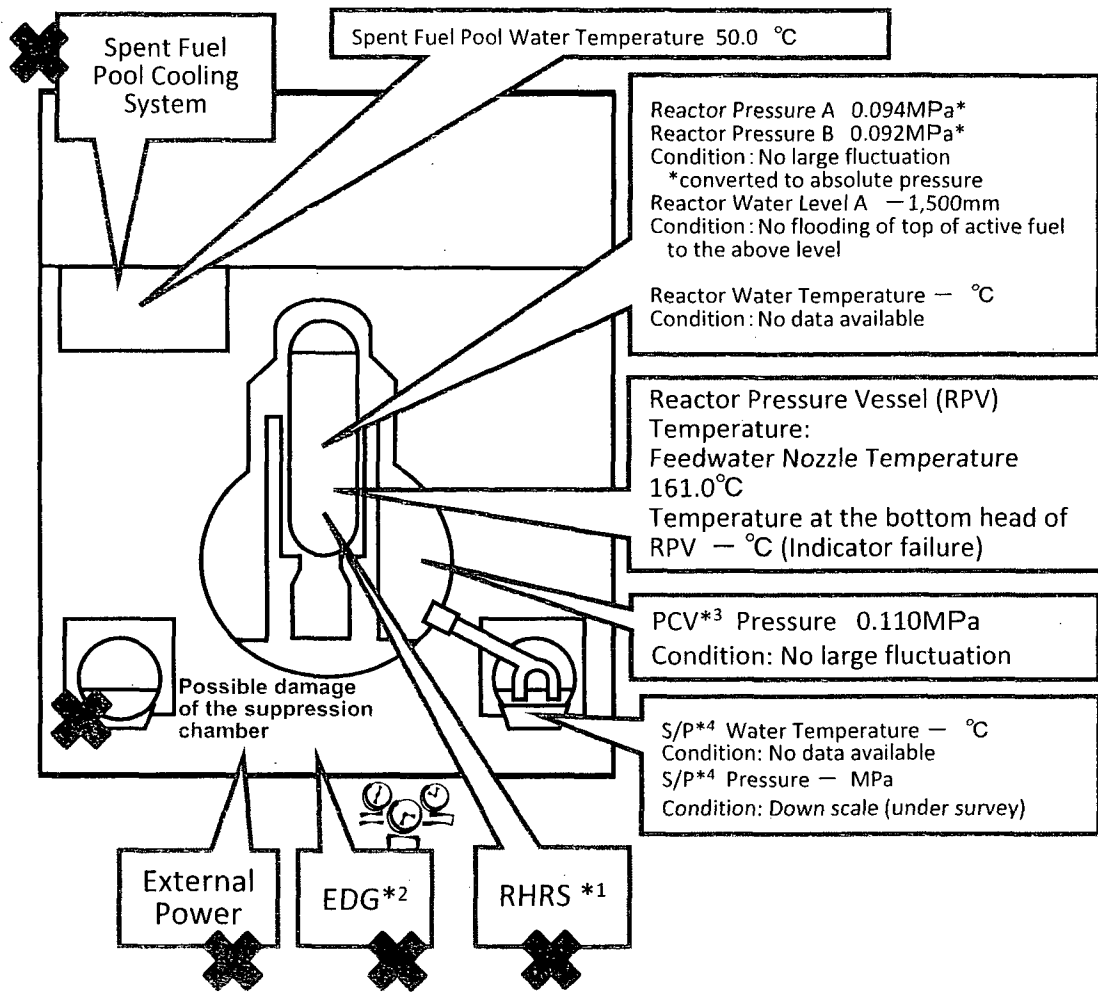 Spent Fuel
Pool Cooling
System
Spent Fuel Pool Water Temperature 50.0 ℃
Reactor Pressure A 0.094MPa*
Reactor Pressure B 0.092MPa*
Condition: No large fluctuation
*converted to absolute pressure
Reactor Water Level A －1,500mm
Condition: No flooding of top of active fuel
to the above level
Reactor Water Temperature － ℃
Condition: No data available
Reactor Pressure Vessel (RPV)
Temperature:
Feedwater Nozzle Temperature
161.0℃
Temperature at the bottom head of
RPV － ℃ (Indicator failure)
PCV*3 Pressure 0.110MPa
Condition: No large fluctuation
Possible damage
of the suppression
chamber
S/P*4 Water Temperature － ℃
Condition: No data available
S/P*4 Pressure － MPa
Condition: Down scale (under survey)
External
Power
EDG*2
RHRS *1